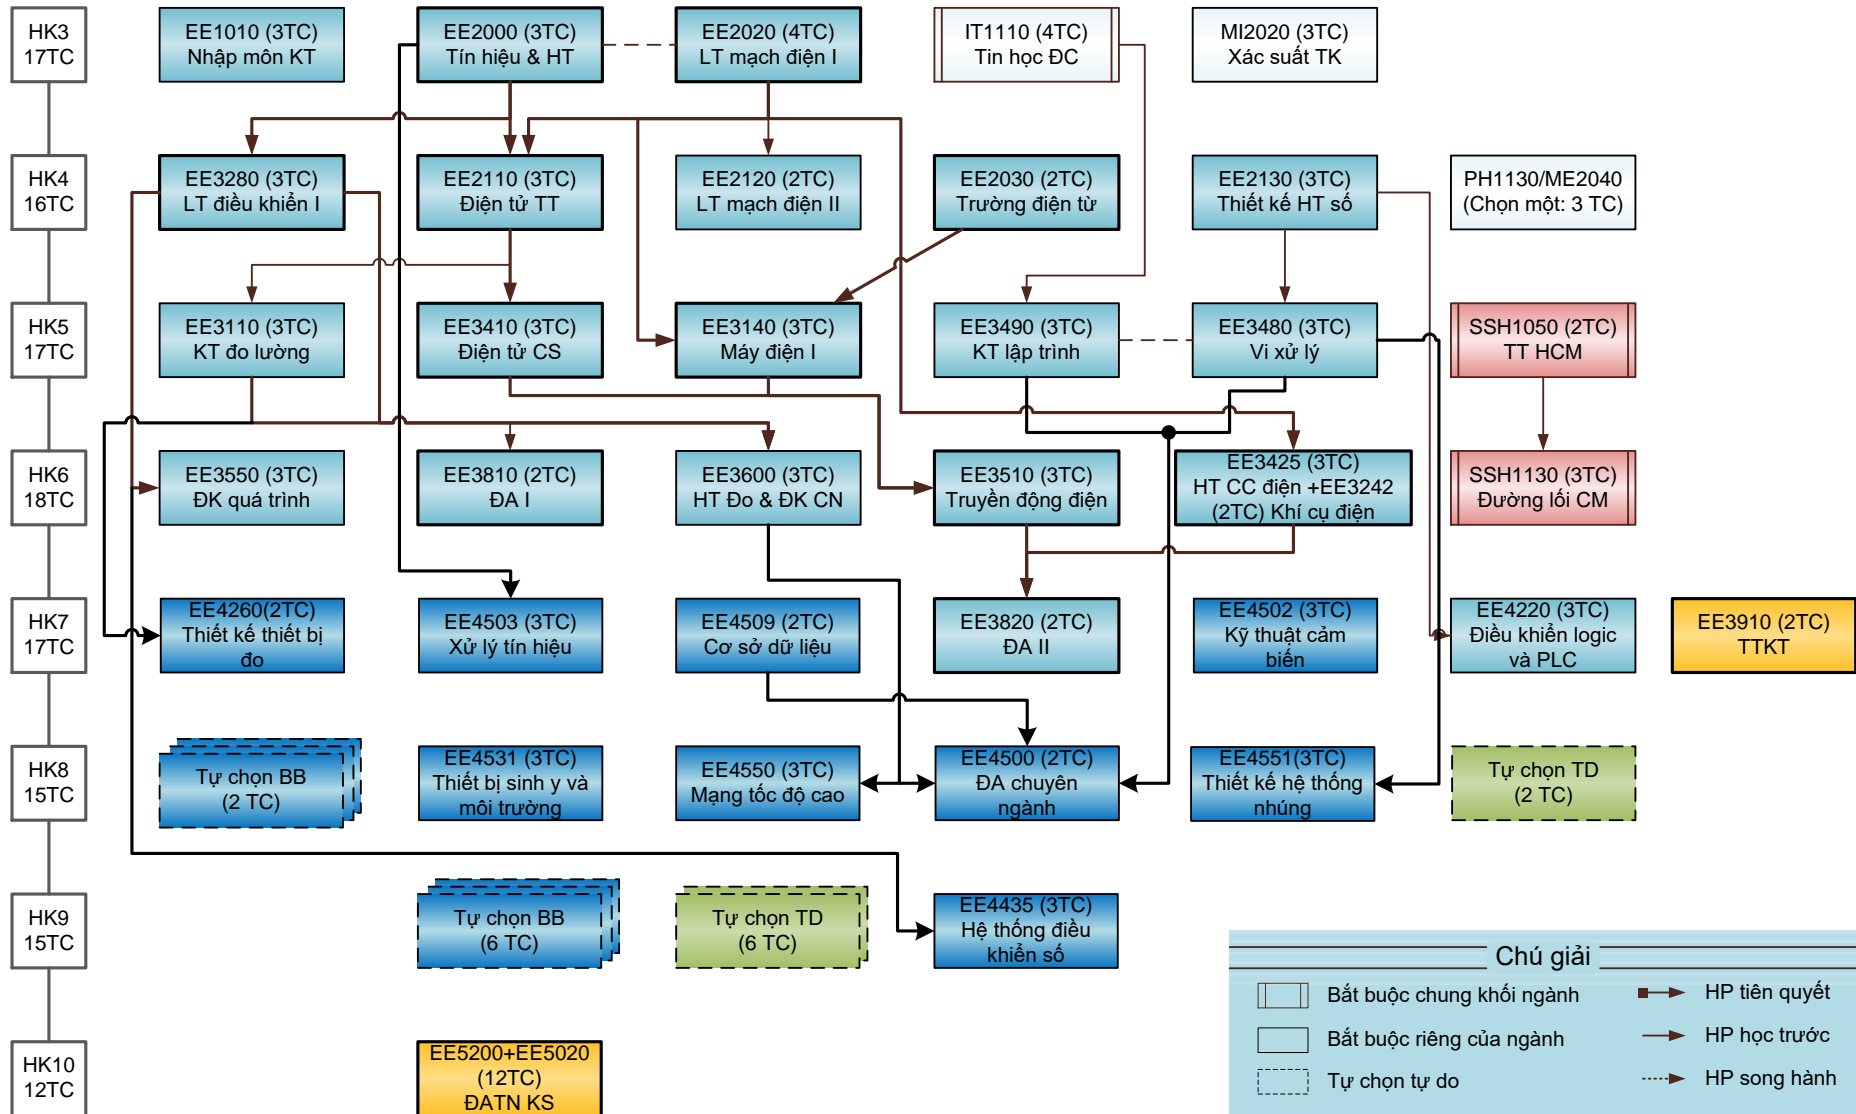 HK3
17TC
EE1010 (3TC)
Nhập môn KT
EE2000 (3TC)
Tín hiệu & HT
EE2020 (4TC)
LT mạch điện I
IT1110 (4TC)
Tin học ĐC
MI2020 (3TC)
Xác suất TK
HK4
16TC
EE3280 (3TC)
LT điều khiển I
EE2110 (3TC)
Điện tử TT
EE2120 (2TC)
LT mạch điện II
EE2030 (2TC)
Trường điện từ
EE2130 (3TC)
Thiết kế HT số
PH1130/ME2040
(Chọn một: 3 TC)
HK5
17TC
EE3110 (3TC)
KT đo lường
EE3410 (3TC)
Điện tử CS
EE3140 (3TC)
Máy điện I
EE3490 (3TC)
KT lập trình
EE3480 (3TC)
Vi xử lý
SSH1050 (2TC)
TT HCM
HK6
18TC
EE3550 (3TC)
ĐK quá trình
EE3810 (2TC)
ĐA I
EE3600 (3TC)
HT Đo & ĐK CN
EE3510 (3TC)
Truyền động điện
EE3425 (3TC)
HT CC điện +EE3242
(2TC) Khí cụ điện
SSH1130 (3TC)
Đường lối CM
HK7
17TC
EE4260(2TC)
Thiết kế thiết bị
đo
EE4503 (3TC)
Xử lý tín hiệu
EE4509 (2TC)
Cơ sở dữ liệu
EE3820 (2TC)
ĐA II
EE4502 (3TC)
Kỹ thuật cảm
biến
EE4220 (3TC)
Điều khiển logic
và PLC
EE3910 (2TC)
TTKT
HK8
15TC
Tự chọn BB
(2 TC)
EE4531 (3TC)
Thiết bị sinh y và
môi trường
EE4550 (3TC)
Mạng tốc độ cao
EE4500 (2TC)
ĐA chuyên
ngành
EE4551(3TC)
Thiết kế hệ thống
nhúng
Tự chọn TD
(2 TC)
HK9
15TC
Tự chọn BB
(6 TC)
Tự chọn TD
(6 TC)
EE4435 (3TC)
Hệ thống điều
khiển số
HK10
12TC
EE5200+EE5020
(12TC)
ĐATN KS
Chú giải
Bắt buộc chung khối ngành
HP tiên quyết
Bắt buộc riêng của ngành
HP học trước
Tự chọn tự do
HP song hành